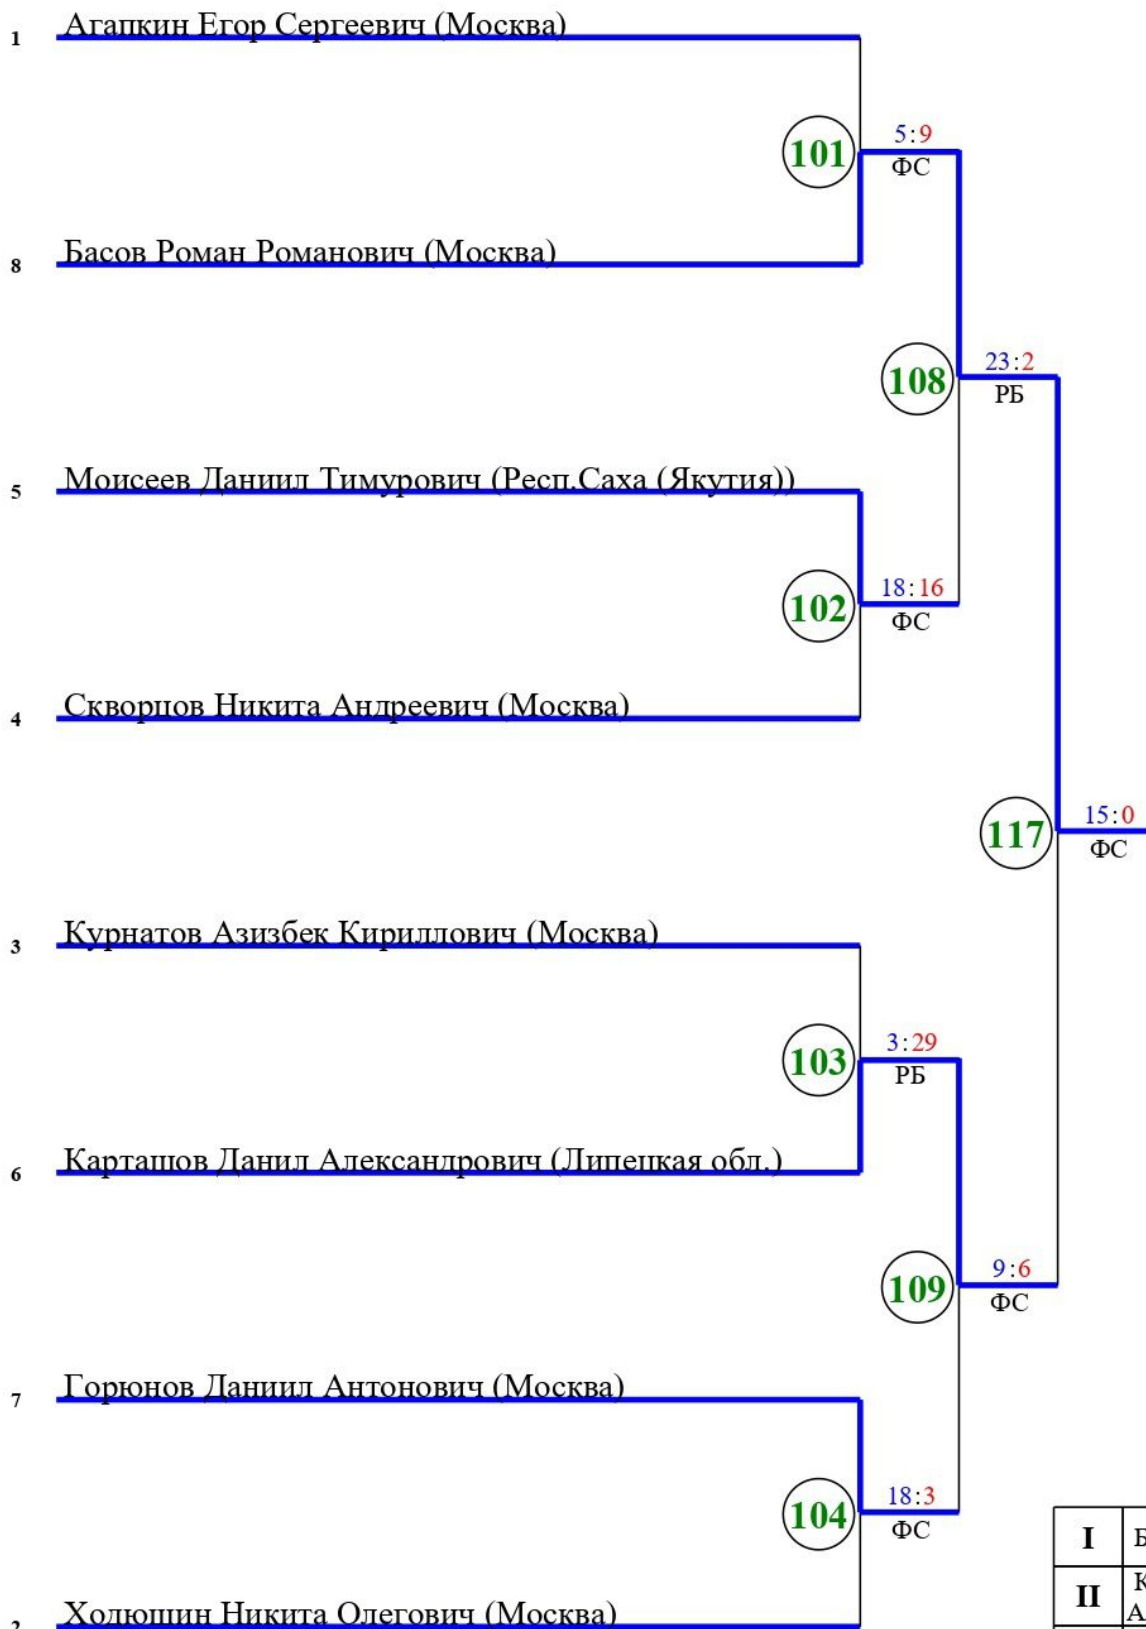 1 Агапкин Егор Сергеевич (Москва)
101 5:9
ФС
8 Басов Роман Романович (Москва)
108 23:2
РБ
5 Моисеев Даниил Тимурович (Респ.Саха (Якутия))
102 18:16
ФС
4 Скворцов Никита Андреевич (Москва)
117 15:0
ФС
3 Курнатов Азизбек Кириллович (Москва)
103 3:29
РБ
6 Карташов Данил Александрович (Липецкая обл.)
109 9:6
ФС
7 Горюнов Даниил Антонович (Москва)
104 18:3
ФС
I Б
II К
А
2 Ходюшин Никита Олегович (Москва)